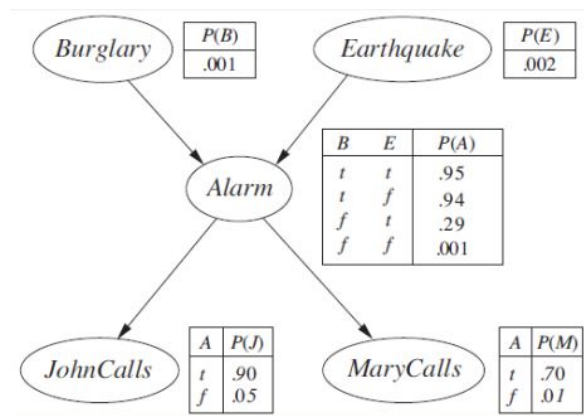 Burglary
P(B)
.001
Earthquake
P(E)
.002
Alarm
B E P(A)
t t .95
t f .94
f t .29
f f .001
JohnCalls
A P(J)
t .90
f .05
MaryCalls
A P(M)
t .70
f .01